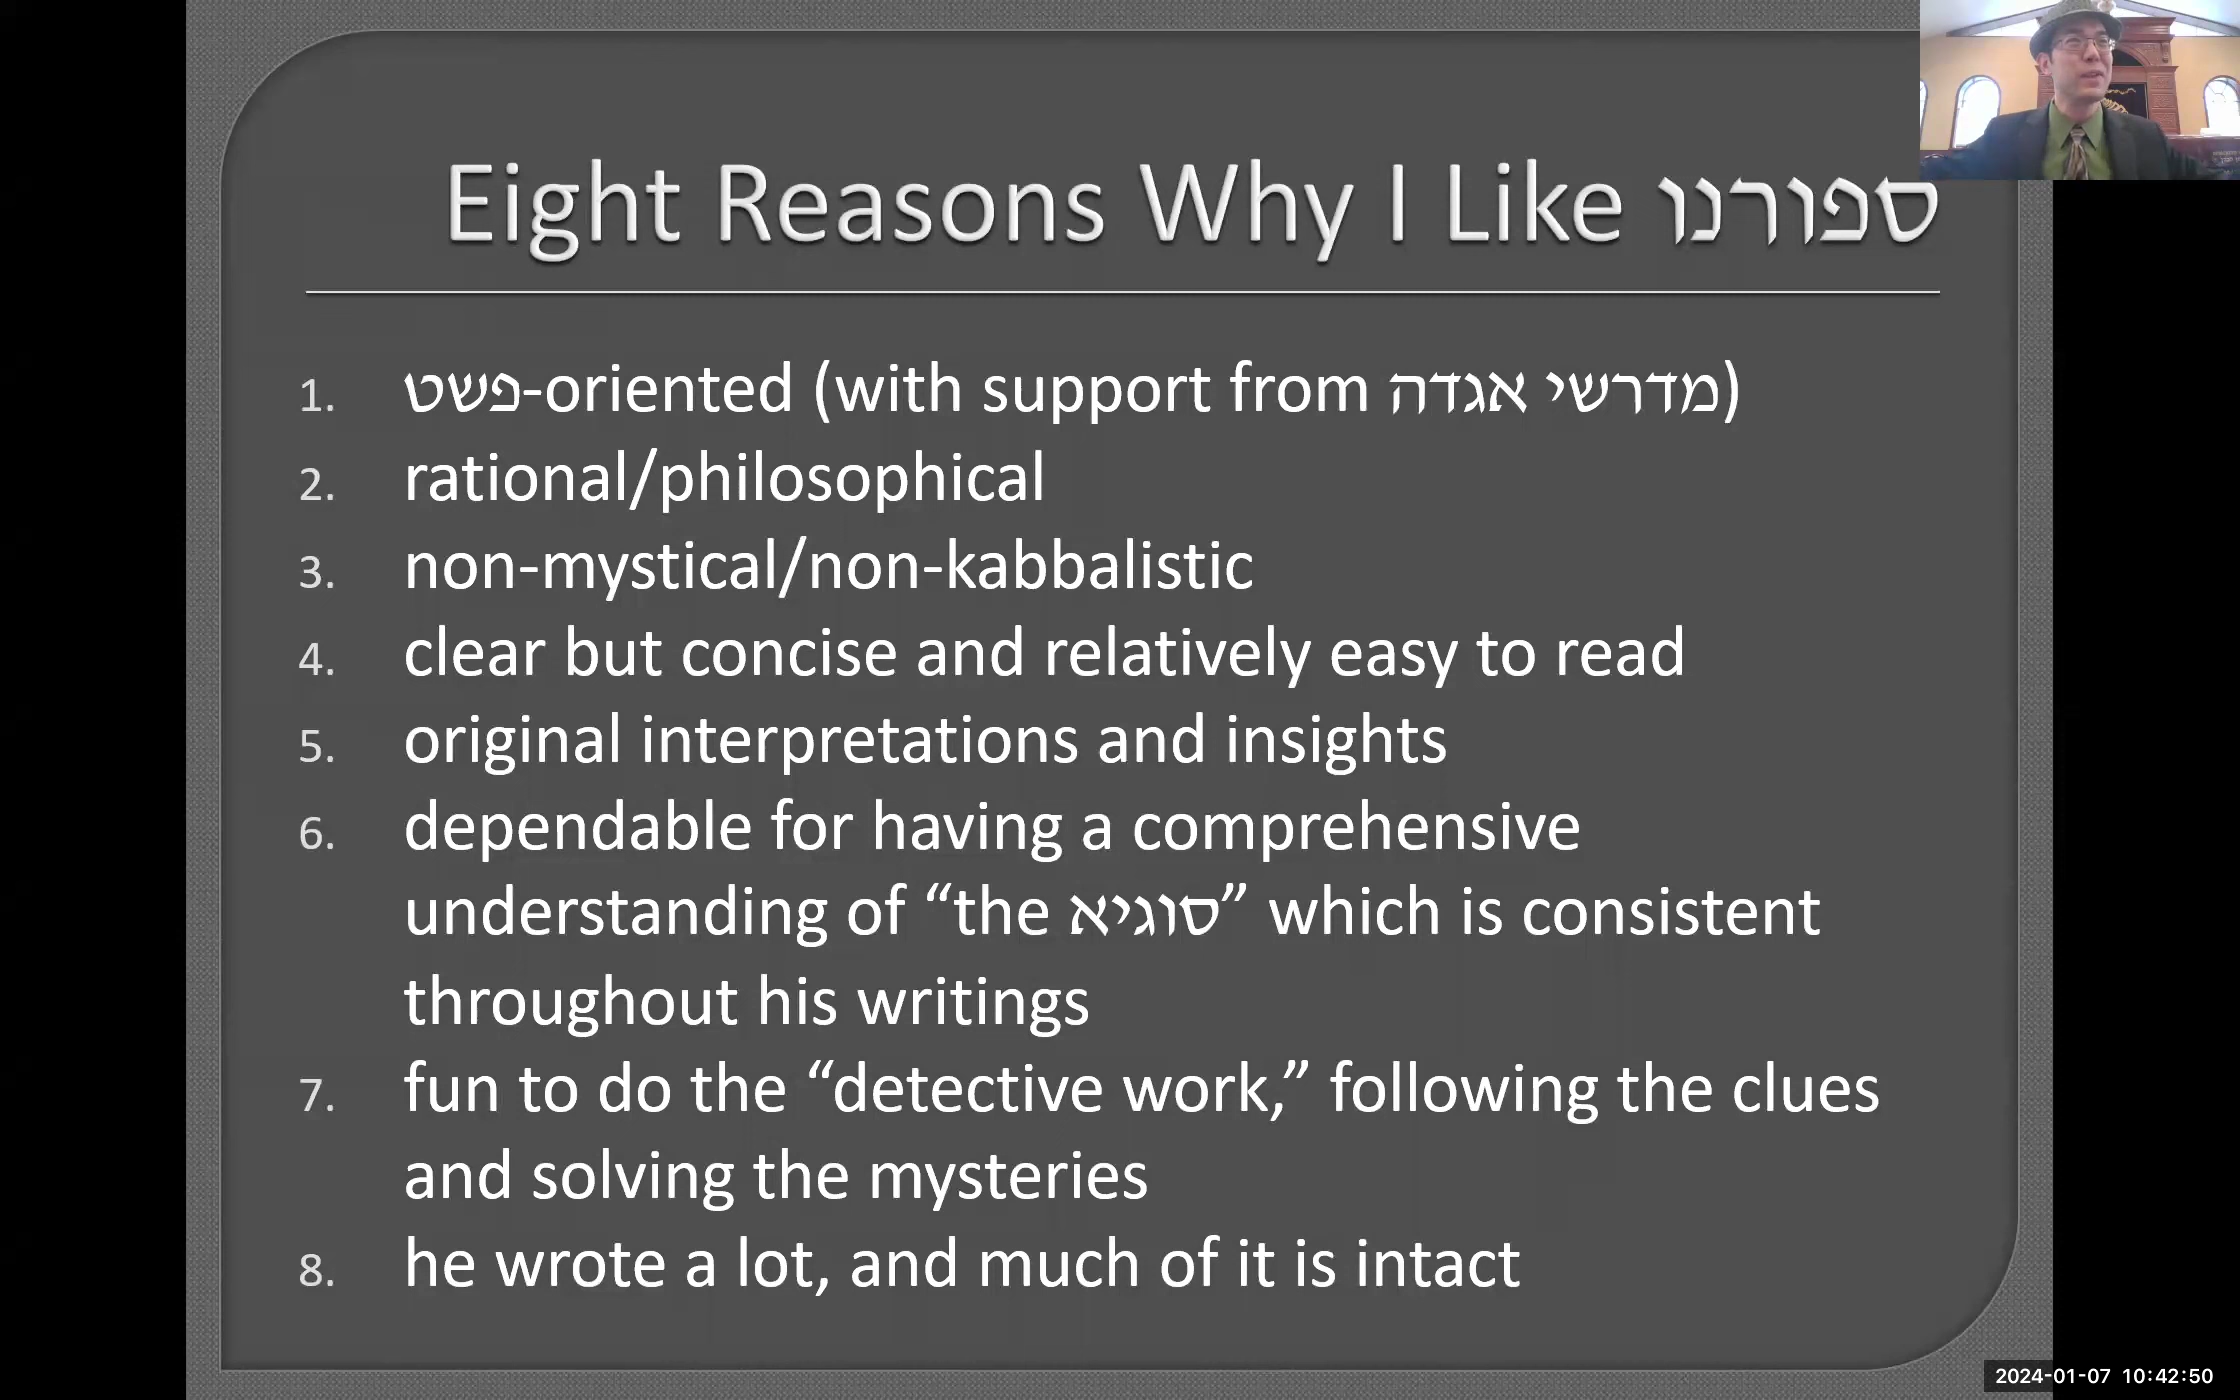 Eight Reasons Why I Like ספורנו
1. פשט-oriented (with support from מדרשי אגדה)
2. rational/philosophical
3. non-mystical/non-kabbalistic
4. clear but concise and relatively easy to read
5. original interpretations and insights
6. dependable for having a comprehensive
understanding of “the סוגיא” which is consistent
throughout his writings
7. fun to do the “detective work,” following the clues
and solving the mysteries
8. he wrote a lot, and much of it is intact
2024-01-07 10:42:50